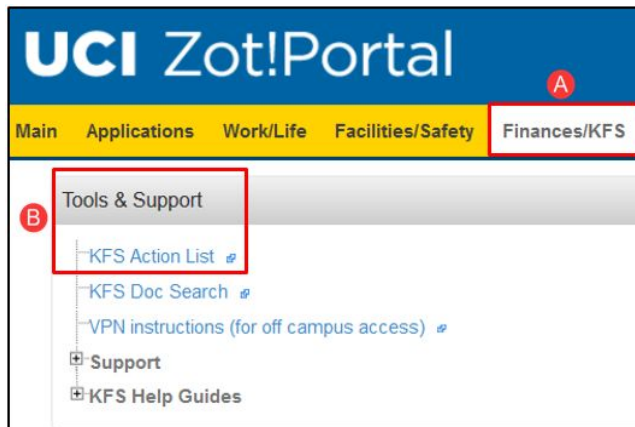 UCI Zot!Portal
A
Main Applications Work/Life Facilities/Safety Finances/KFS
Tools & Support
B
KFS Action List
KFS Doc Search
VPN instructions (for off campus access)
Support
KFS Help Guides